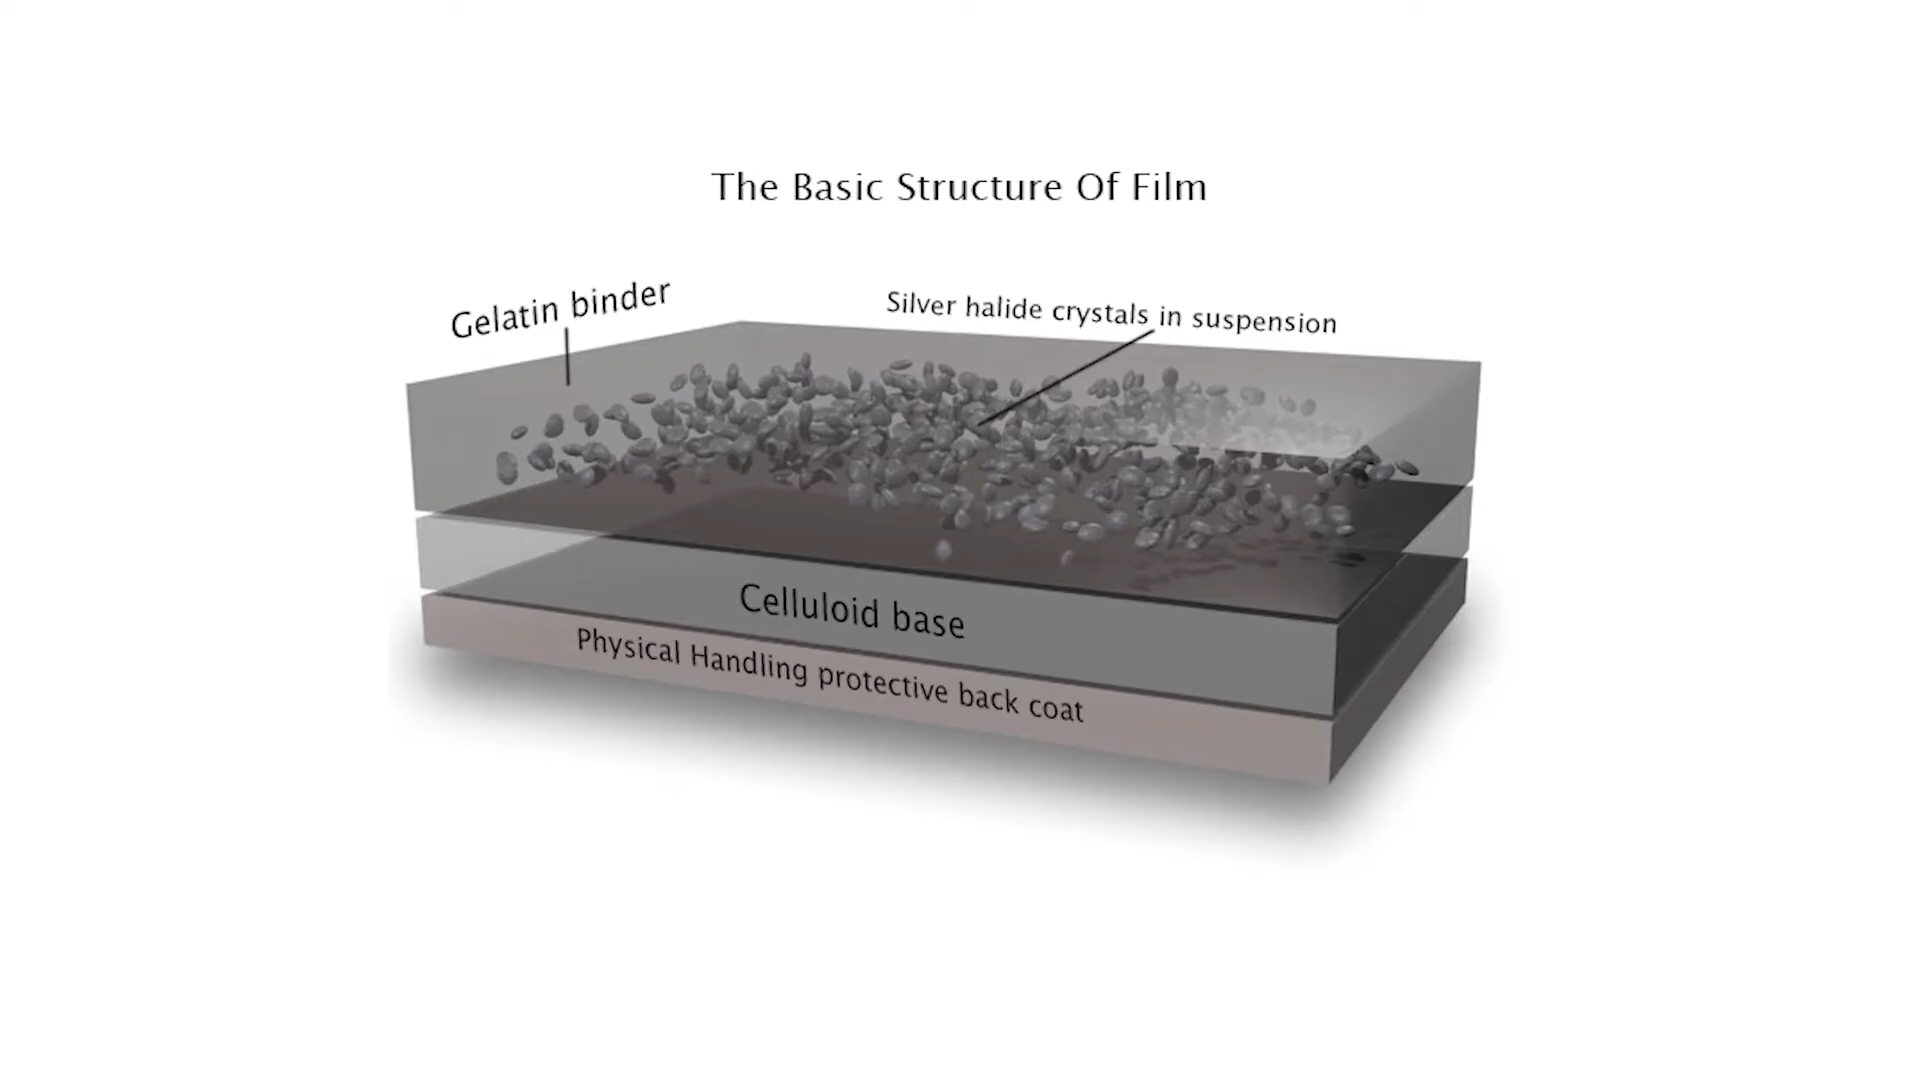 The Basic Structure Of Film
Gelatin binder
Silver halide crystals in suspension
Celluloid base
Physical Handling protective back coat